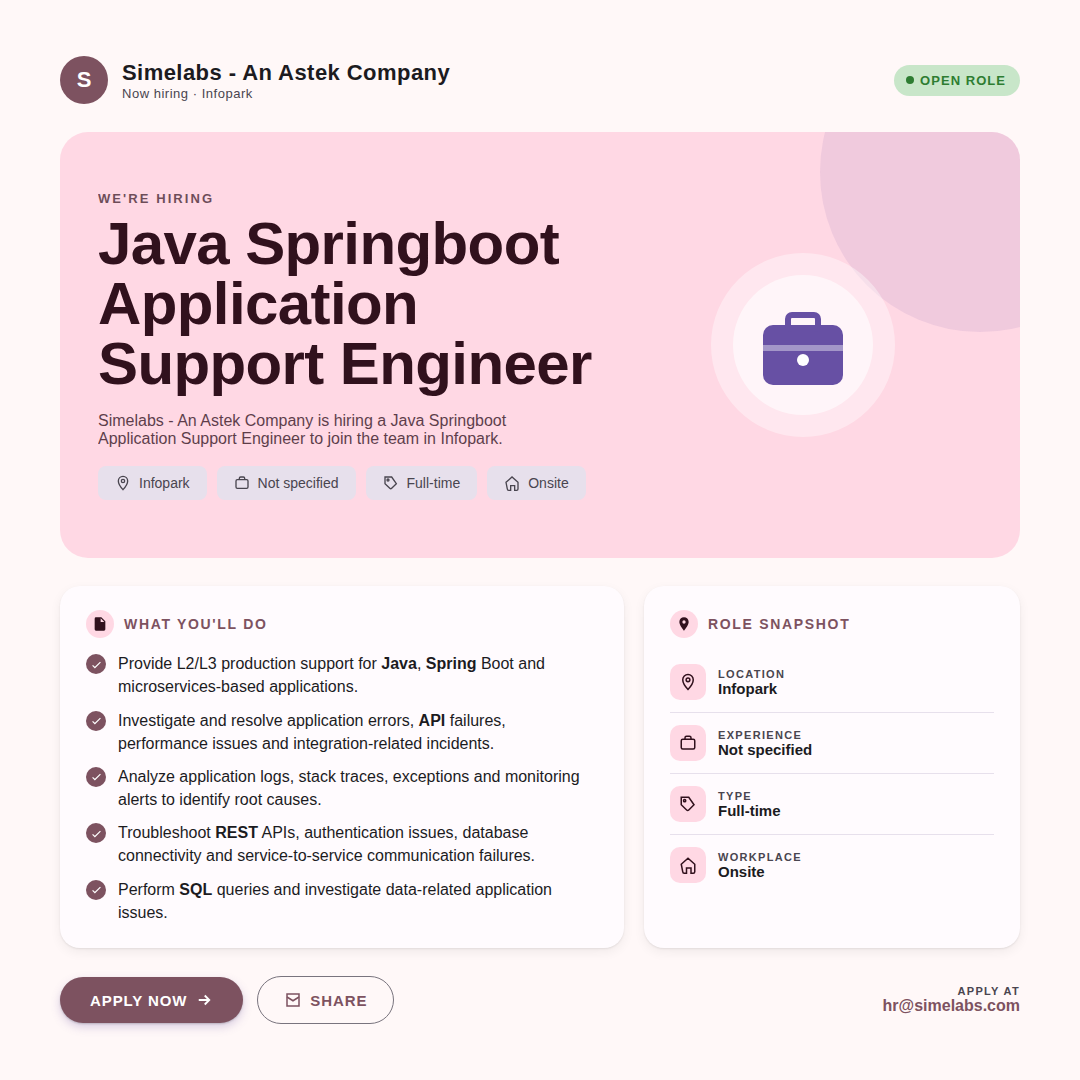 S
Simelabs - An Astek Company
Now hiring · Infopark
OPEN ROLE
WE'RE HIRING
Java Springboot
Application
Support Engineer
Simelabs - An Astek Company is hiring a Java Springboot
Application Support Engineer to join the team in Infopark.
Infopark
Not specified
Full-time
Onsite
WHAT YOU'LL DO
Provide L2/L3 production support for Java, Spring Boot and
microservices-based applications.
Investigate and resolve application errors, API failures,
performance issues and integration-related incidents.
Analyze application logs, stack traces, exceptions and monitoring
alerts to identify root causes.
Troubleshoot REST APIs, authentication issues, database
connectivity and service-to-service communication failures.
Perform SQL queries and investigate data-related application
issues.
ROLE SNAPSHOT
LOCATION
Infopark
EXPERIENCE
Not specified
TYPE
Full-time
WORKPLACE
Onsite
APPLY NOW
SHARE
APPLY AT
hr@simelabs.com